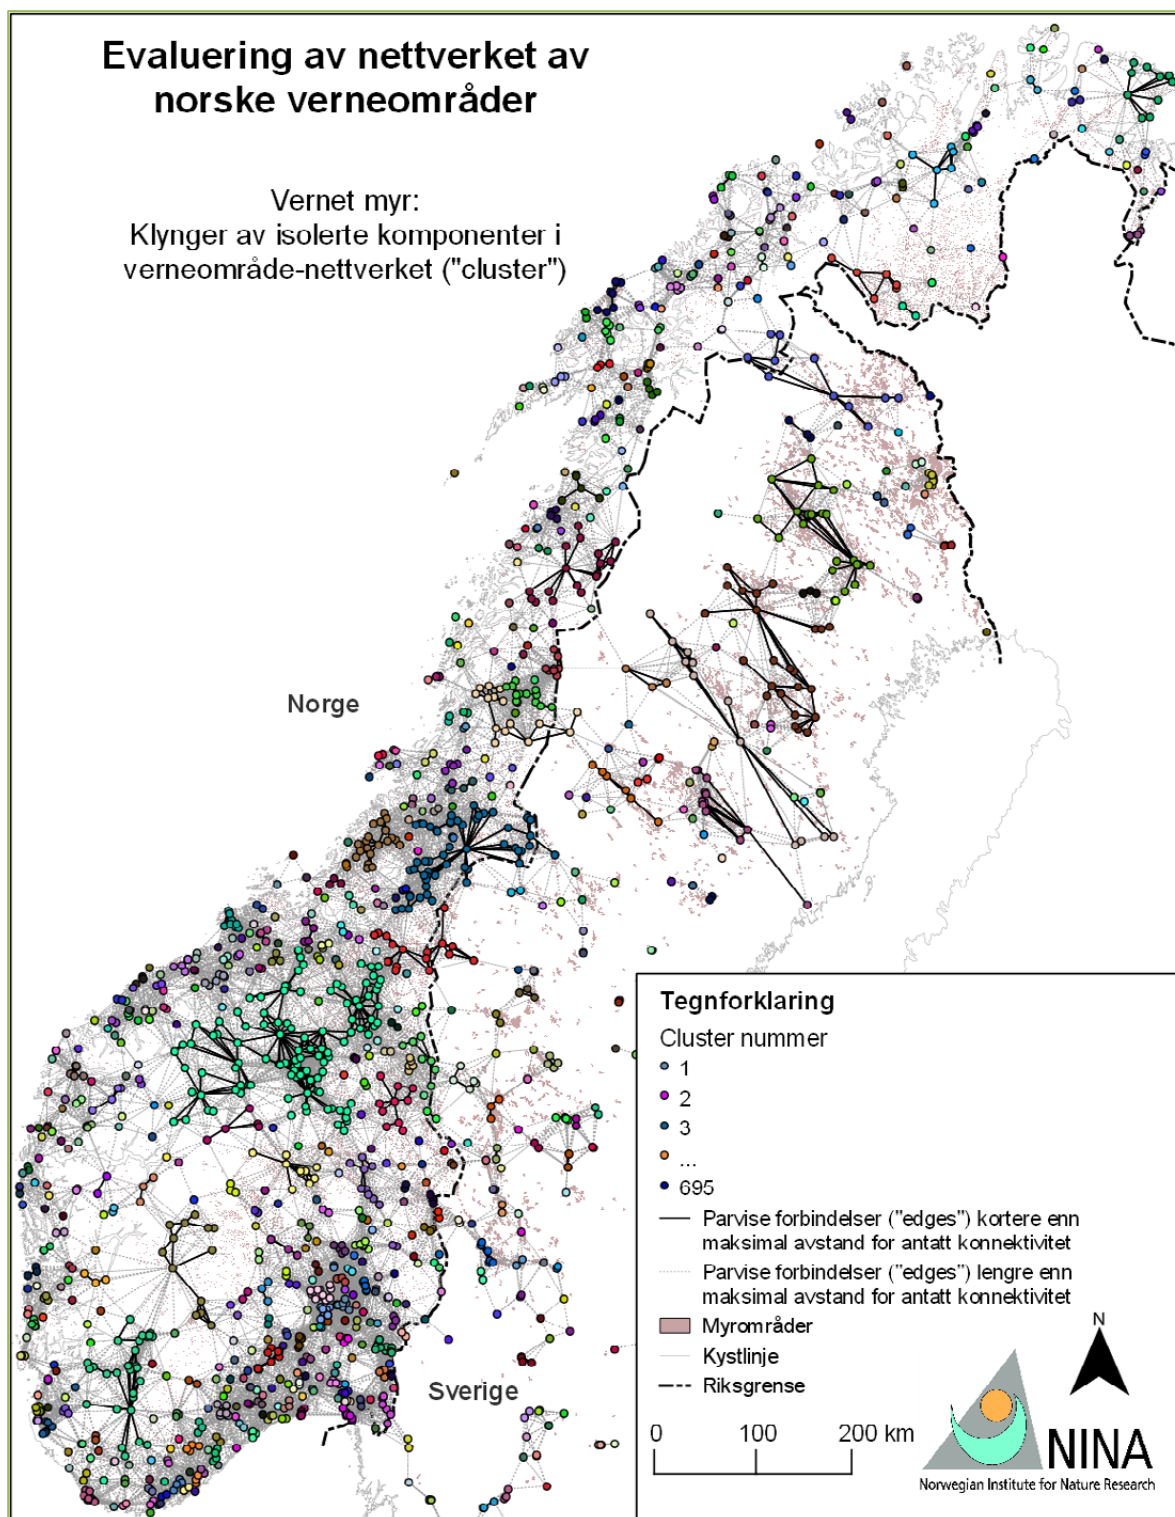 Evaluering av nettverket av
norske verneområder
Vernet myr:
Klynger av isolerte komponenter i
verneområde-nettverket ("cluster")
Norge
Sverige
Tegnforklaring
Cluster nummer
1
2
3
...
695
Parvise forbindelser ("edges") kortere enn
maksimal avstand for antatt konnektivitet
Parvise forbindelser ("edges") lengre enn
maksimal avstand for antatt konnektivitet
Myrområder
Kystlinje
Riksgrense
N
0 100 200 km
NINA
Norwegian Institute for Nature Research